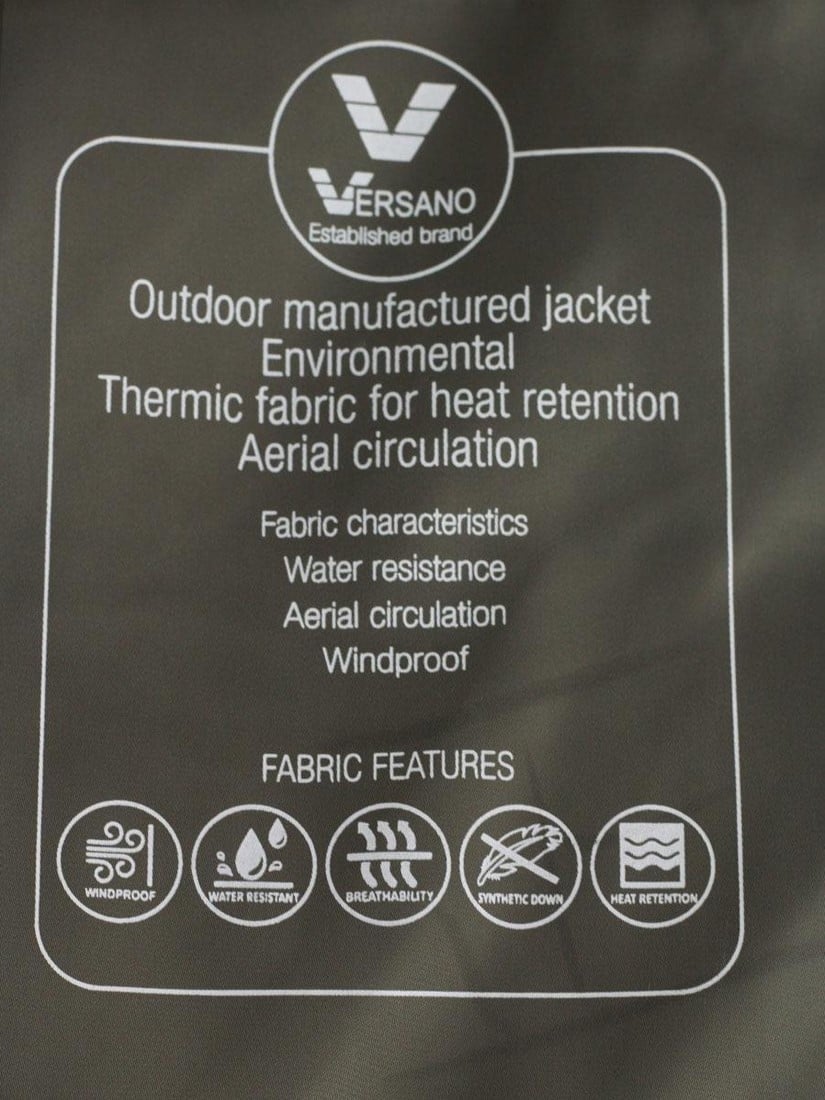 V
VERSANO
Established brand
Outdoor manufactured jacket
Environmental
Thermic fabric for heat retention
Aerial circulation
Fabric characteristics
Water resistance
Aerial circulation
Windproof
FABRIC FEATURES
WINDPROOF
WATER RESISTANT
BREATHABILITY
SYNTHETIC DOWN
HEAT RETENTION